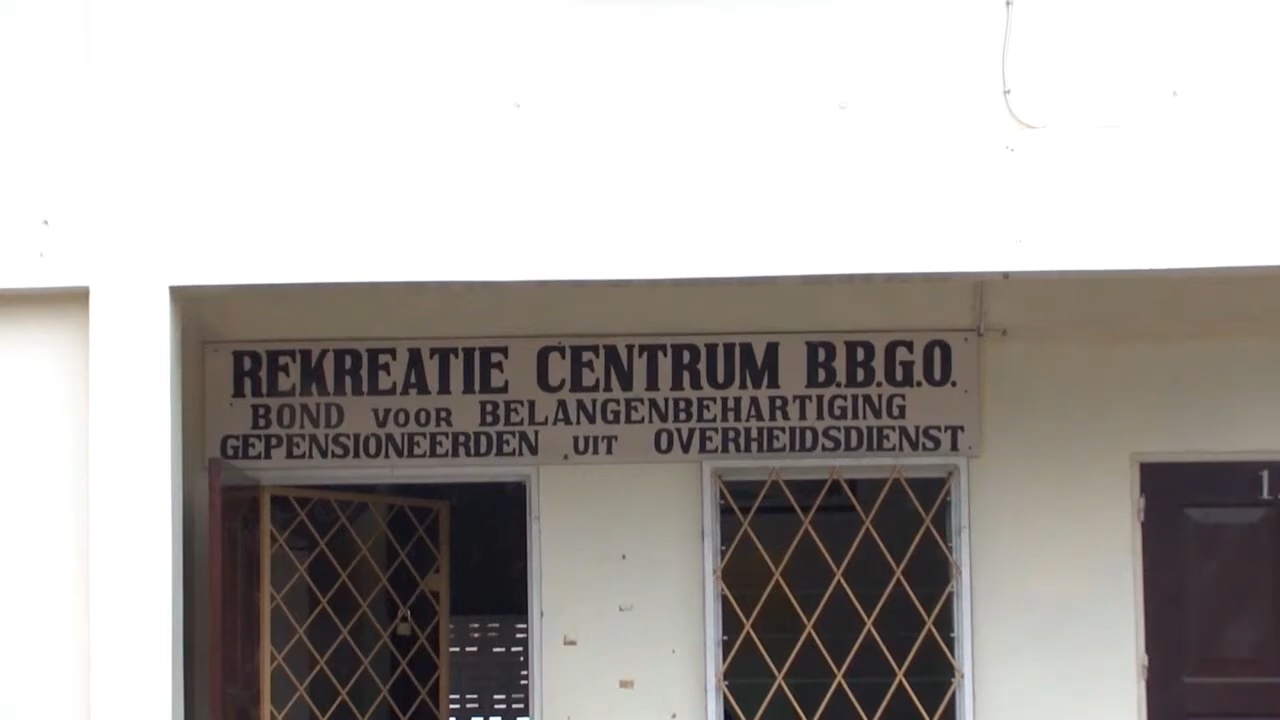 REKREATIE CENTRUM B.B.G.O.
BOND VOOR BELANGENBEHARTIGING
GEPENSIONEERDEN UIT OVERHEIDSDIENST